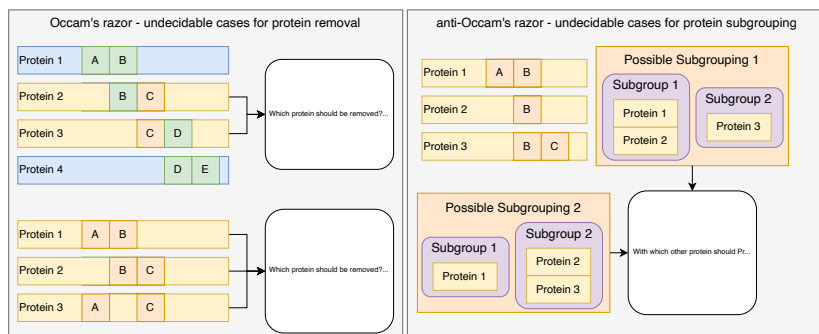 Occam's razor - undecidable cases for protein removal
Protein 1 A B
Protein 2 B C
Protein 3 C D
Protein 4 D E
Which protein should be removed?...
Protein 1 A B
Protein 2 B C
Protein 3 A C
Which protein should be removed?...
anti-Occam's razor - undecidable cases for protein subgrouping
Protein 1 A B
Protein 2 B
Protein 3 B C
Possible Subgrouping 1
Subgroup 1
Protein 1
Protein 2
Subgroup 2
Protein 3
Possible Subgrouping 2
Subgroup 1
Protein 1
Subgroup 2
Protein 2
Protein 3
With which other protein should Pr...